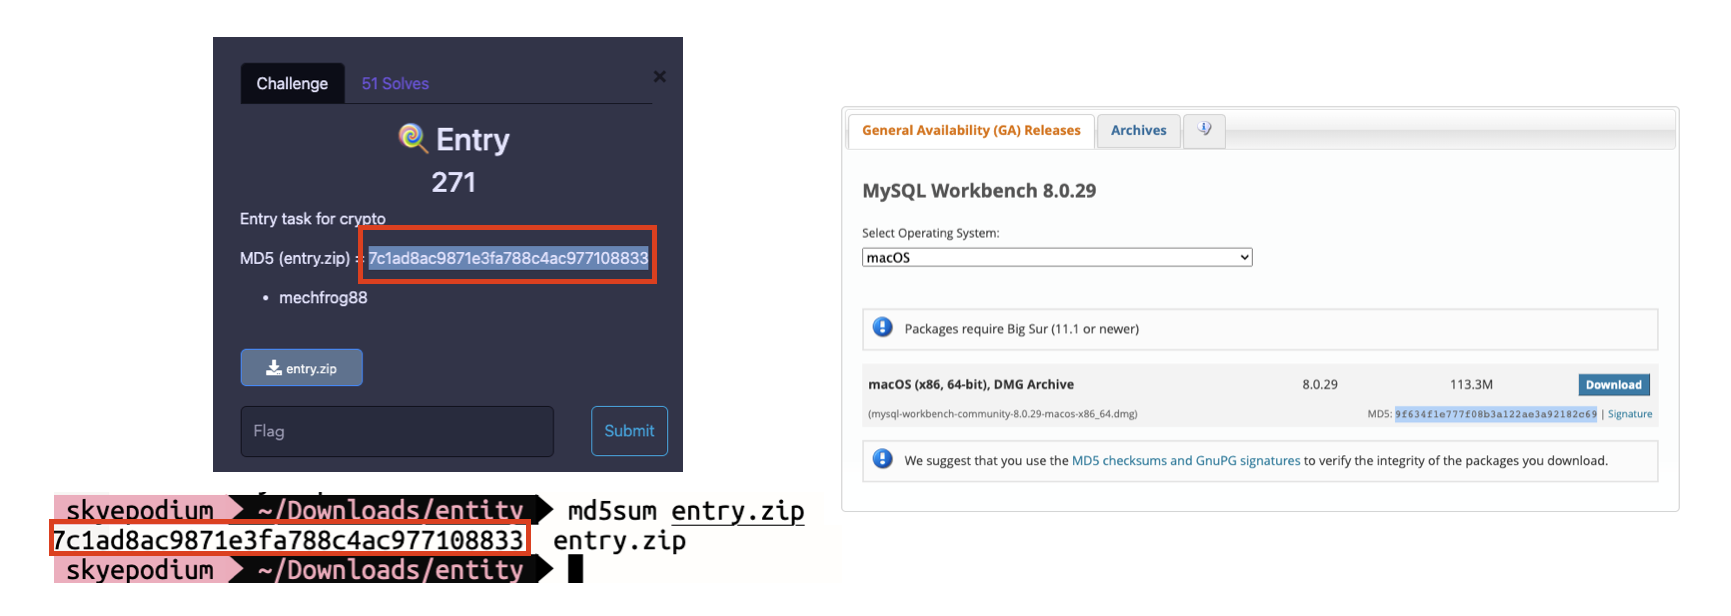 Challenge
51 Solves
×
Entry
271
Entry task for crypto
MD5 (entry.zip) = 7c1ad8ac9871e3fa788c4ac977108833
• mechfrog88
entry.zip
Flag
Submit
skyepodium ~/Downloads/entity md5sum entry.zip
7c1ad8ac9871e3fa788c4ac977108833 entry.zip
skyepodium ~/Downloads/entity
General Availability (GA) Releases
Archives
MySQL Workbench 8.0.29
Select Operating System:
macOS
Packages require Big Sur (11.1 or newer)
macOS (x86, 64-bit), DMG Archive 8.0.29 113.3M Download
(mysql-workbench-community-8.0.29-macos-x86_64.dmg) MD5: 9f634f1e777f08b3a122ae3a92182c69 | Signature
We suggest that you use the MD5 checksums and GnuPG signatures to verify the integrity of the packages you download.